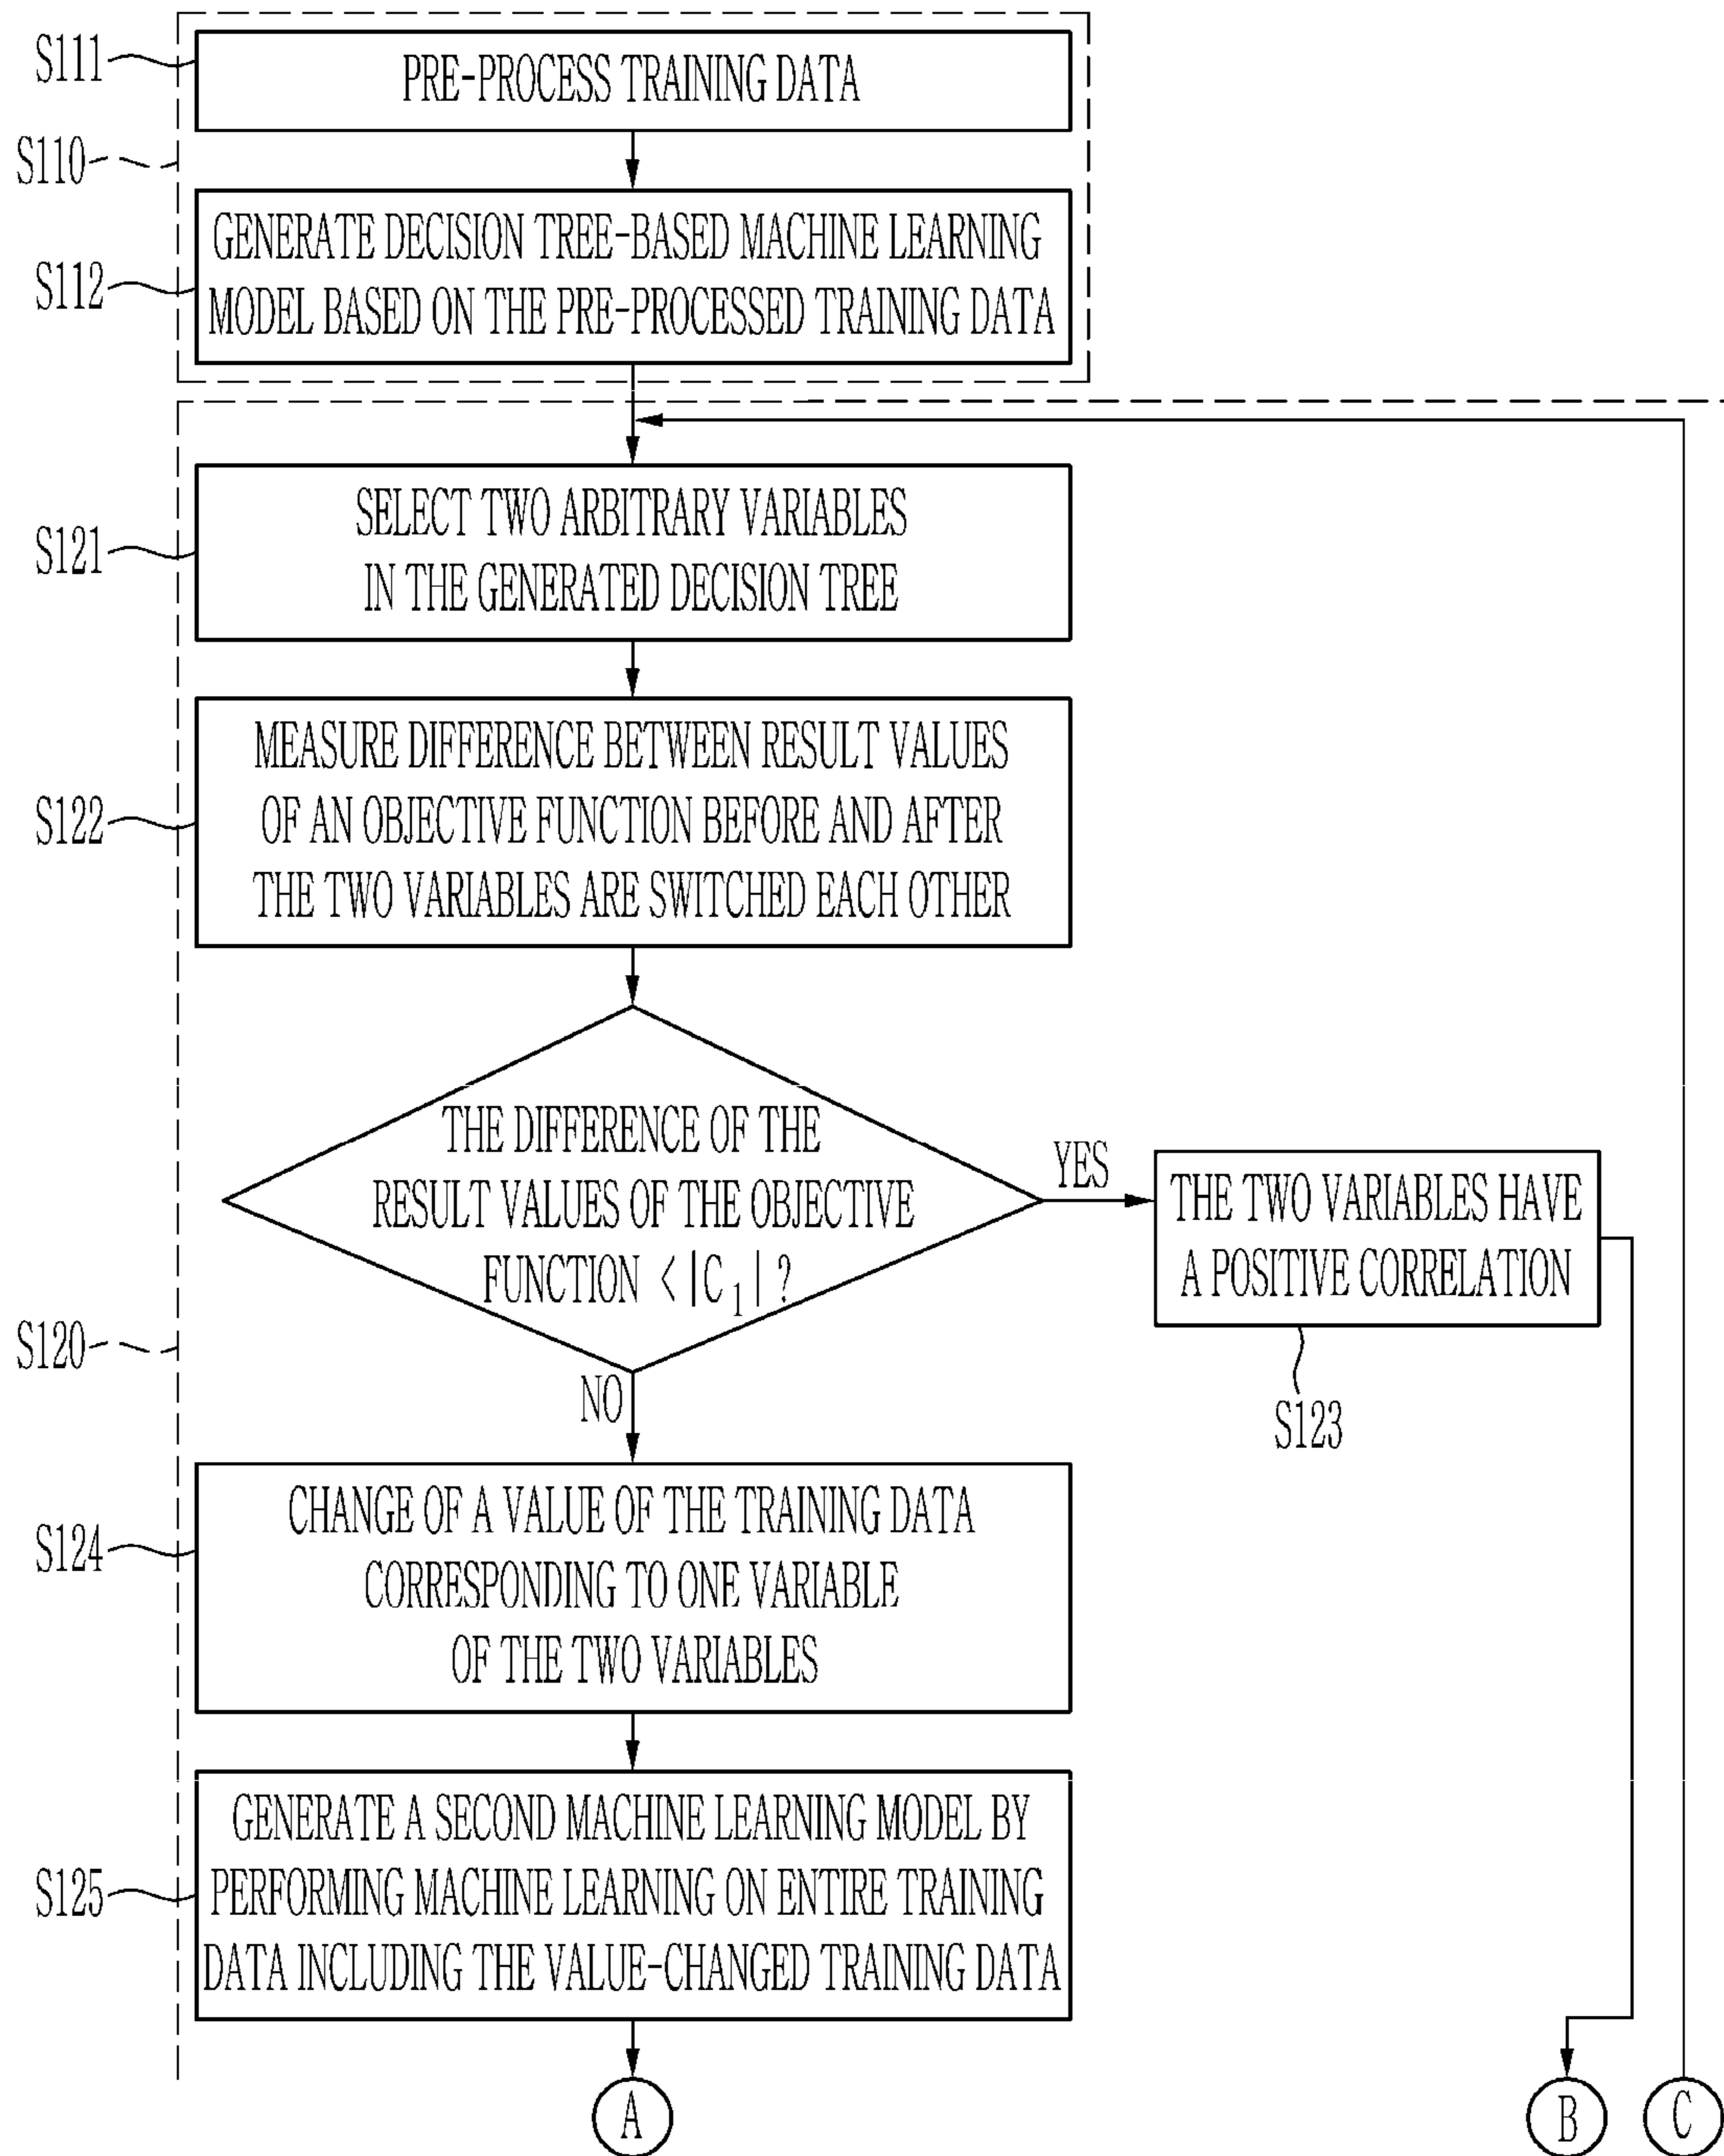 S111
PRE-PROCESS TRAINING DATA
S110
S112
GENERATE DECISION TREE-BASED MACHINE LEARNING
MODEL BASED ON THE PRE-PROCESSED TRAINING DATA
S121
SELECT TWO ARBITRARY VARIABLES
IN THE GENERATED DECISION TREE
S122
MEASURE DIFFERENCE BETWEEN RESULT VALUES
OF AN OBJECTIVE FUNCTION BEFORE AND AFTER
THE TWO VARIABLES ARE SWITCHED EACH OTHER
THE DIFFERENCE OF THE
RESULT VALUES OF THE OBJECTIVE
FUNCTION < |C₁| ?
YES
THE TWO VARIABLES HAVE
A POSITIVE CORRELATION
S123
S120
NO
S124
CHANGE OF A VALUE OF THE TRAINING DATA
CORRESPONDING TO ONE VARIABLE
OF THE TWO VARIABLES
S125
GENERATE A SECOND MACHINE LEARNING MODEL BY
PERFORMING MACHINE LEARNING ON ENTIRE TRAINING
DATA INCLUDING THE VALUE-CHANGED TRAINING DATA
A
B
C